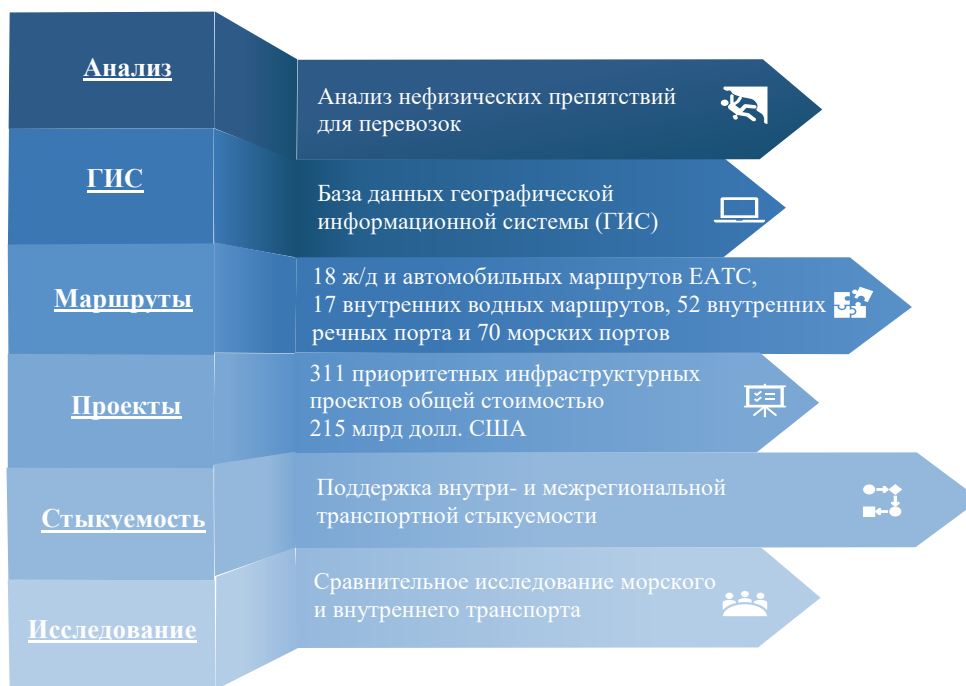 Анализ
Анализ нефизических препятствий
для перевозок
ГИС
База данных географической
информационной системы (ГИС)
Маршруты
18 ж/д и автомобильных маршрутов ЕАТС,
17 внутренних водных маршрутов, 52 внутренних
речных порта и 70 морских портов
Проекты
311 приоритетных инфраструктурных
проектов общей стоимостью
215 млрд долл. США
Стыкуемость
Поддержка внутри- и межрегиональной
транспортной стыкуемости
Исследование
Сравнительное исследование морского
и внутреннего транспорта